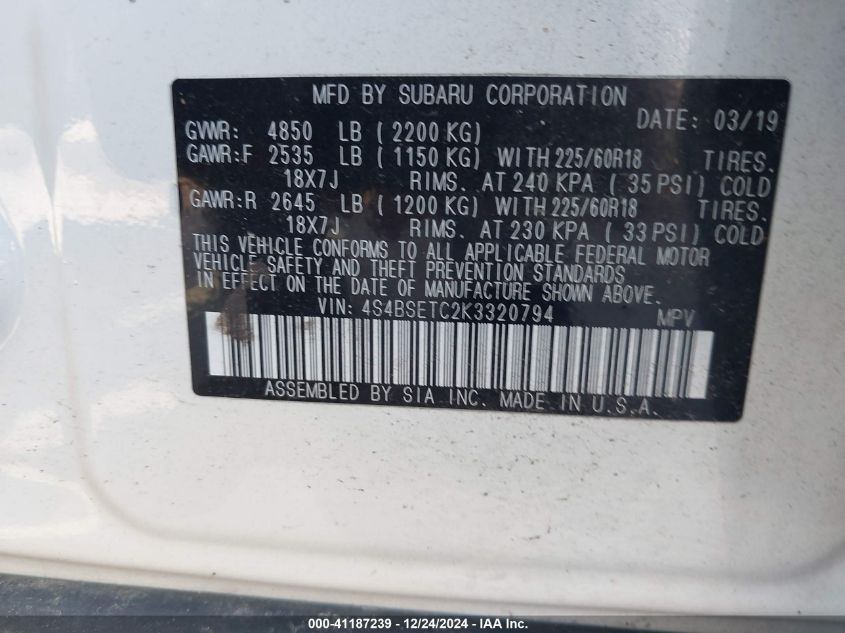 MFD BY SUBARU CORPORATION
DATE: 03/19
GVWR: 4850 LB ( 2200 KG)
GAWR:F 2535 LB ( 1150 KG) WITH 225/60R18 TIRES.
18X7J RIMS. AT 240 KPA ( 35 PSI) COLD
GAWR:R 2645 LB ( 1200 KG) WITH 225/60R18 TIRES.
18X7J RIMS. AT 230 KPA ( 33 PSI) COLD
THIS VEHICLE CONFORMS TO ALL APPLICABLE FEDERAL MOTOR
VEHICLE SAFETY AND THEFT PREVENTION STANDARDS
IN EFFECT ON THE DATE OF MANUFACTURE SHOWN ABOVE.
VIN: 4S4BSETC2K3320794 MPV
ASSEMBLED BY SIA INC. MADE IN U.S.A.
000-41187239 - 12/24/2024 - IAA Inc.